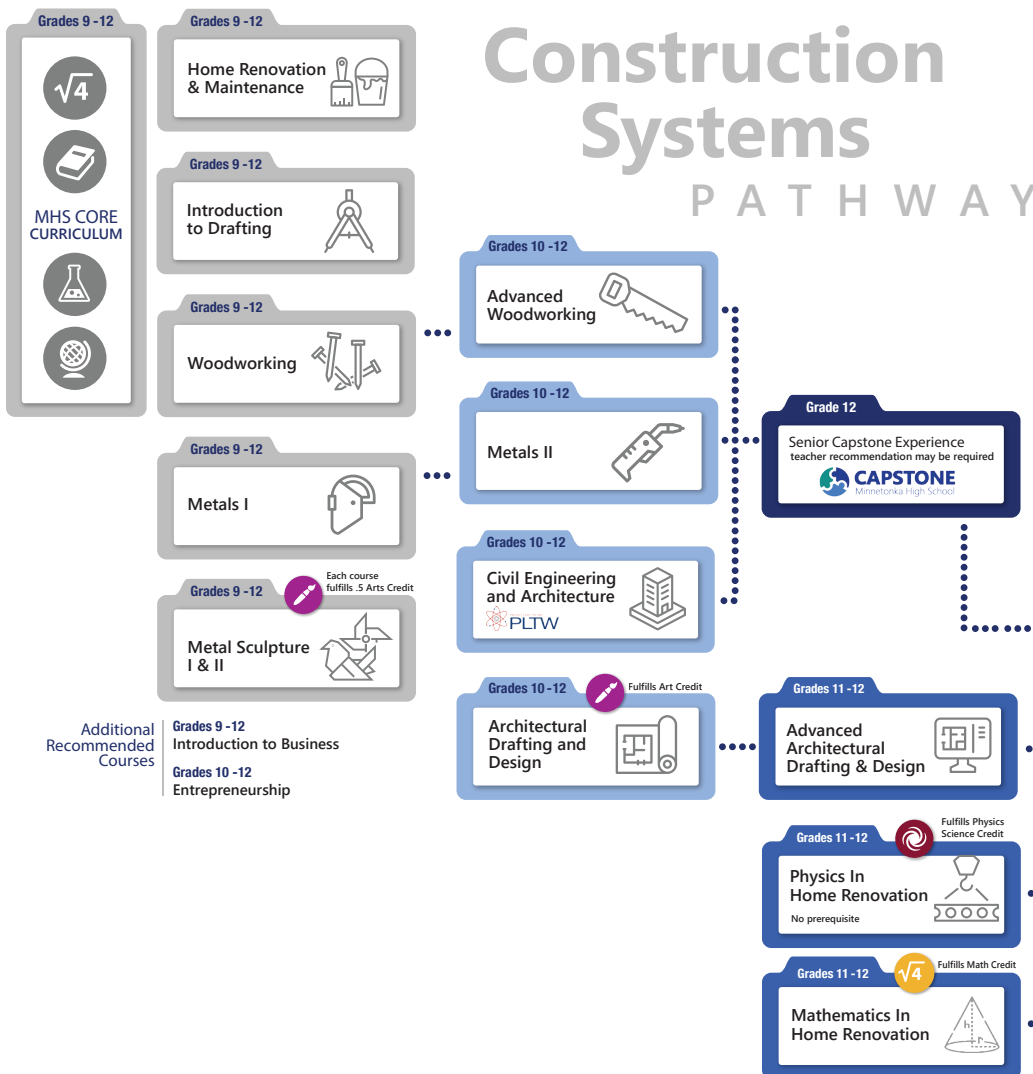 Construction
Systems
PATHWAY
Grades 9 -12
√4
MHS CORE
CURRICULUM
Grades 9 -12
Home Renovation
& Maintenance
Grades 9 -12
Introduction
to Drafting
Grades 9 -12
Woodworking
Grades 9 -12
Metals I
Grades 9 -12
Each course
fulfills .5 Arts Credit
Metal Sculpture
I & II
Additional
Recommended
Courses
Grades 9 -12
Introduction to Business
Grades 10 -12
Entrepreneurship
Grades 10 -12
Advanced
Woodworking
Grades 10 -12
Metals II
Grades 10 -12
Civil Engineering
and Architecture
PLTW
Grades 10 -12
Fulfills Art Credit
Architectural
Drafting and
Design
Grade 12
Senior Capstone Experience
teacher recommendation may be required
CAPSTONE
Minnetonka High School
Grades 11 -12
Advanced
Architectural
Drafting & Design
Grades 11 -12
Fulfills Physics
Science Credit
Physics In
Home Renovation
No prerequisite
Grades 11 -12
√4
Fulfills Math Credit
Mathematics In
Home Renovation
h
r